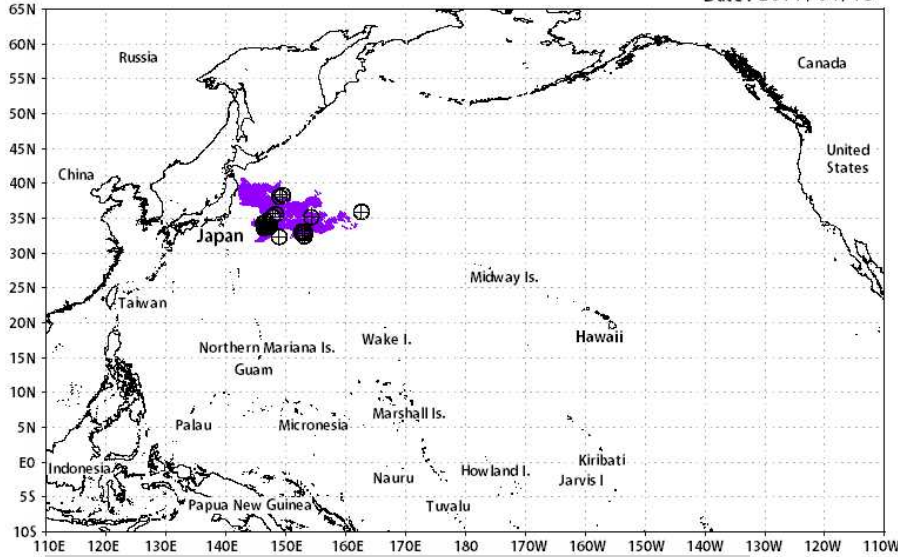 65N
60N
55N
50N
45N
40N
35N
30N
25N
20N
15N
10N
5N
E0
5S
10S
Russia
Canada
China
United
States
Japan
Midway Is.
Taiwan
Hawaii
Northern Mariana Is.
Wake I.
Guam
Palau
Micronesia
Marshall Is.
Indonesia
Nauru
Howland I.
Kiribati
Jarvis I
Papua New Guinea
Tuvalu
110E 120E 130E 140E 150E 160E 170E 180 170W 160W 150W 140W 130W 120W 110W